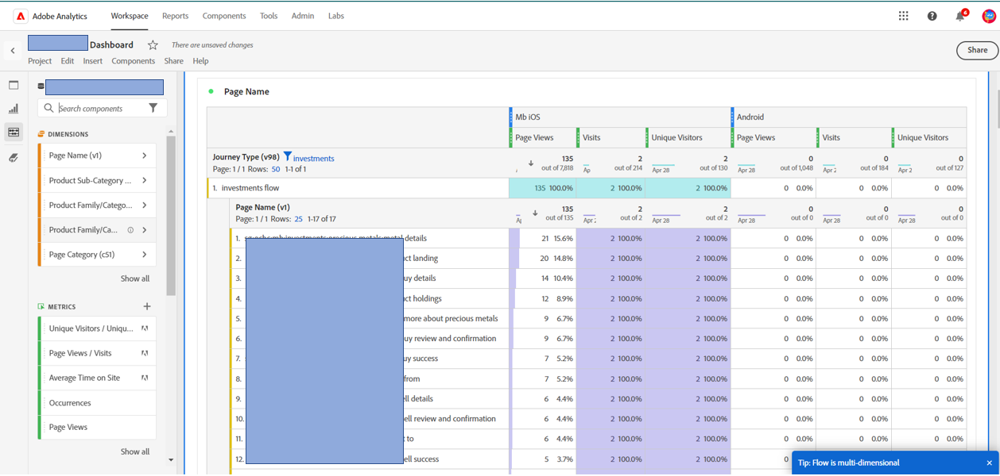 Adobe Analytics Workspace Reports Components Tools Admin Labs 6
Dashboard There are unsaved changes
Share
Project Edit Insert Components Share Help
Search components
DIMENSIONS
Page Name (v1)
Product Sub-Category ...
Product Family/Catego...
Product Family/Ca...
Page Category (c51)
Show all
METRICS
Unique Visitors / Uniqu...
Page Views / Visits
Average Time on Site
Occurrences
Page Views
Show all
Page Name
Mb iOS Android
Page Views Visits Unique Visitors Page Views Visits Unique Visitors
Journey Type (v98) investments 135 2 2 0 0 0
Page: 1 / 1 Rows: 50 1-1 of 1 out of 7,818 Ap out of 214 Apr 28 out of 130 Apr 28 out of 1,048 Apr 2 out of 184 Apr 2 out of 127
1. investments flow 135 100.0% 2 100.0% 2 100.0% 0 0.0% 0 0.0% 0 0.0%
Page Name (v1) 135 2 2 0 0 0
Page: 1 / 1 Rows: 25 1-17 of 17 out of 135 Apr 2 out of 2 Apr 28 out of 2 Apr 28 out of 0 Apr 28 out of 0 Apr 28 out of 0
1. details 21 15.6% 2 100.0% 2 100.0% 0 0.0% 0 0.0% 0 0.0%
2. ct landing 20 14.8% 2 100.0% 2 100.0% 0 0.0% 0 0.0% 0 0.0%
3. uy details 14 10.4% 2 100.0% 2 100.0% 0 0.0% 0 0.0% 0 0.0%
4. ct holdings 12 8.9% 2 100.0% 2 100.0% 0 0.0% 0 0.0% 0 0.0%
5. more about precious metals 9 6.7% 2 100.0% 2 100.0% 0 0.0% 0 0.0% 0 0.0%
6. uy review and confirmation 9 6.7% 2 100.0% 2 100.0% 0 0.0% 0 0.0% 0 0.0%
7. uy success 7 5.2% 2 100.0% 2 100.0% 0 0.0% 0 0.0% 0 0.0%
8. from 7 5.2% 2 100.0% 2 100.0% 0 0.0% 0 0.0% 0 0.0%
9. ell details 6 4.4% 2 100.0% 2 100.0% 0 0.0% 0 0.0% 0 0.0%
10. ell review and confirmation 6 4.4% 2 100.0% 2 100.0% 0 0.0% 0 0.0% 0 0.0%
11. t to 6 4.4% 2 100.0% 2 100.0% 0 0.0% 0 0.0% 0 0.0%
12. ell success 5 3.7% 2 100.0% 2 100.0% 0
Tip: Flow is multi-dimensional